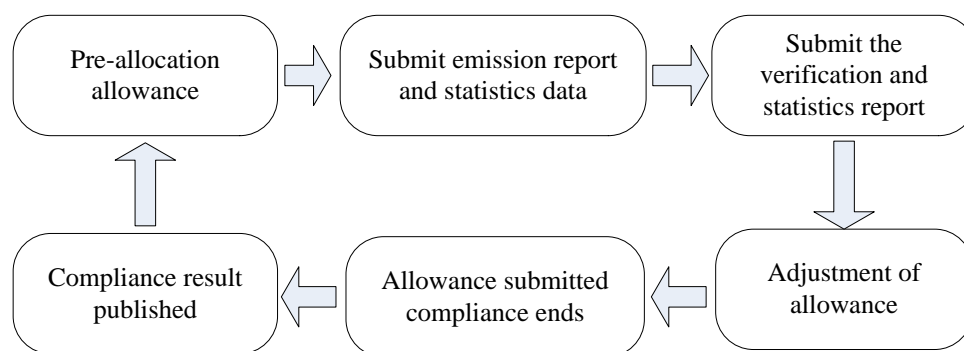 Pre-allocation
allowance
Submit emission report
and statistics data
Submit the
verification and
statistics report
Adjustment of
allowance
Allowance submitted
compliance ends
Compliance result
published